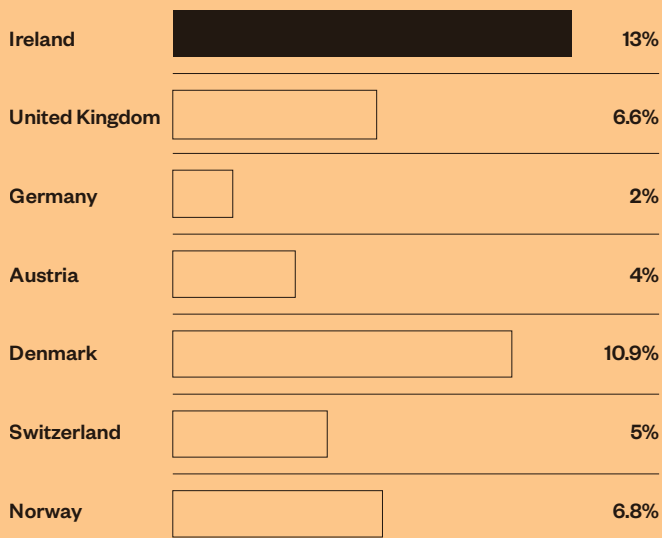 Ireland 13%
United Kingdom 6.6%
Germany 2%
Austria 4%
Denmark 10.9%
Switzerland 5%
Norway 6.8%